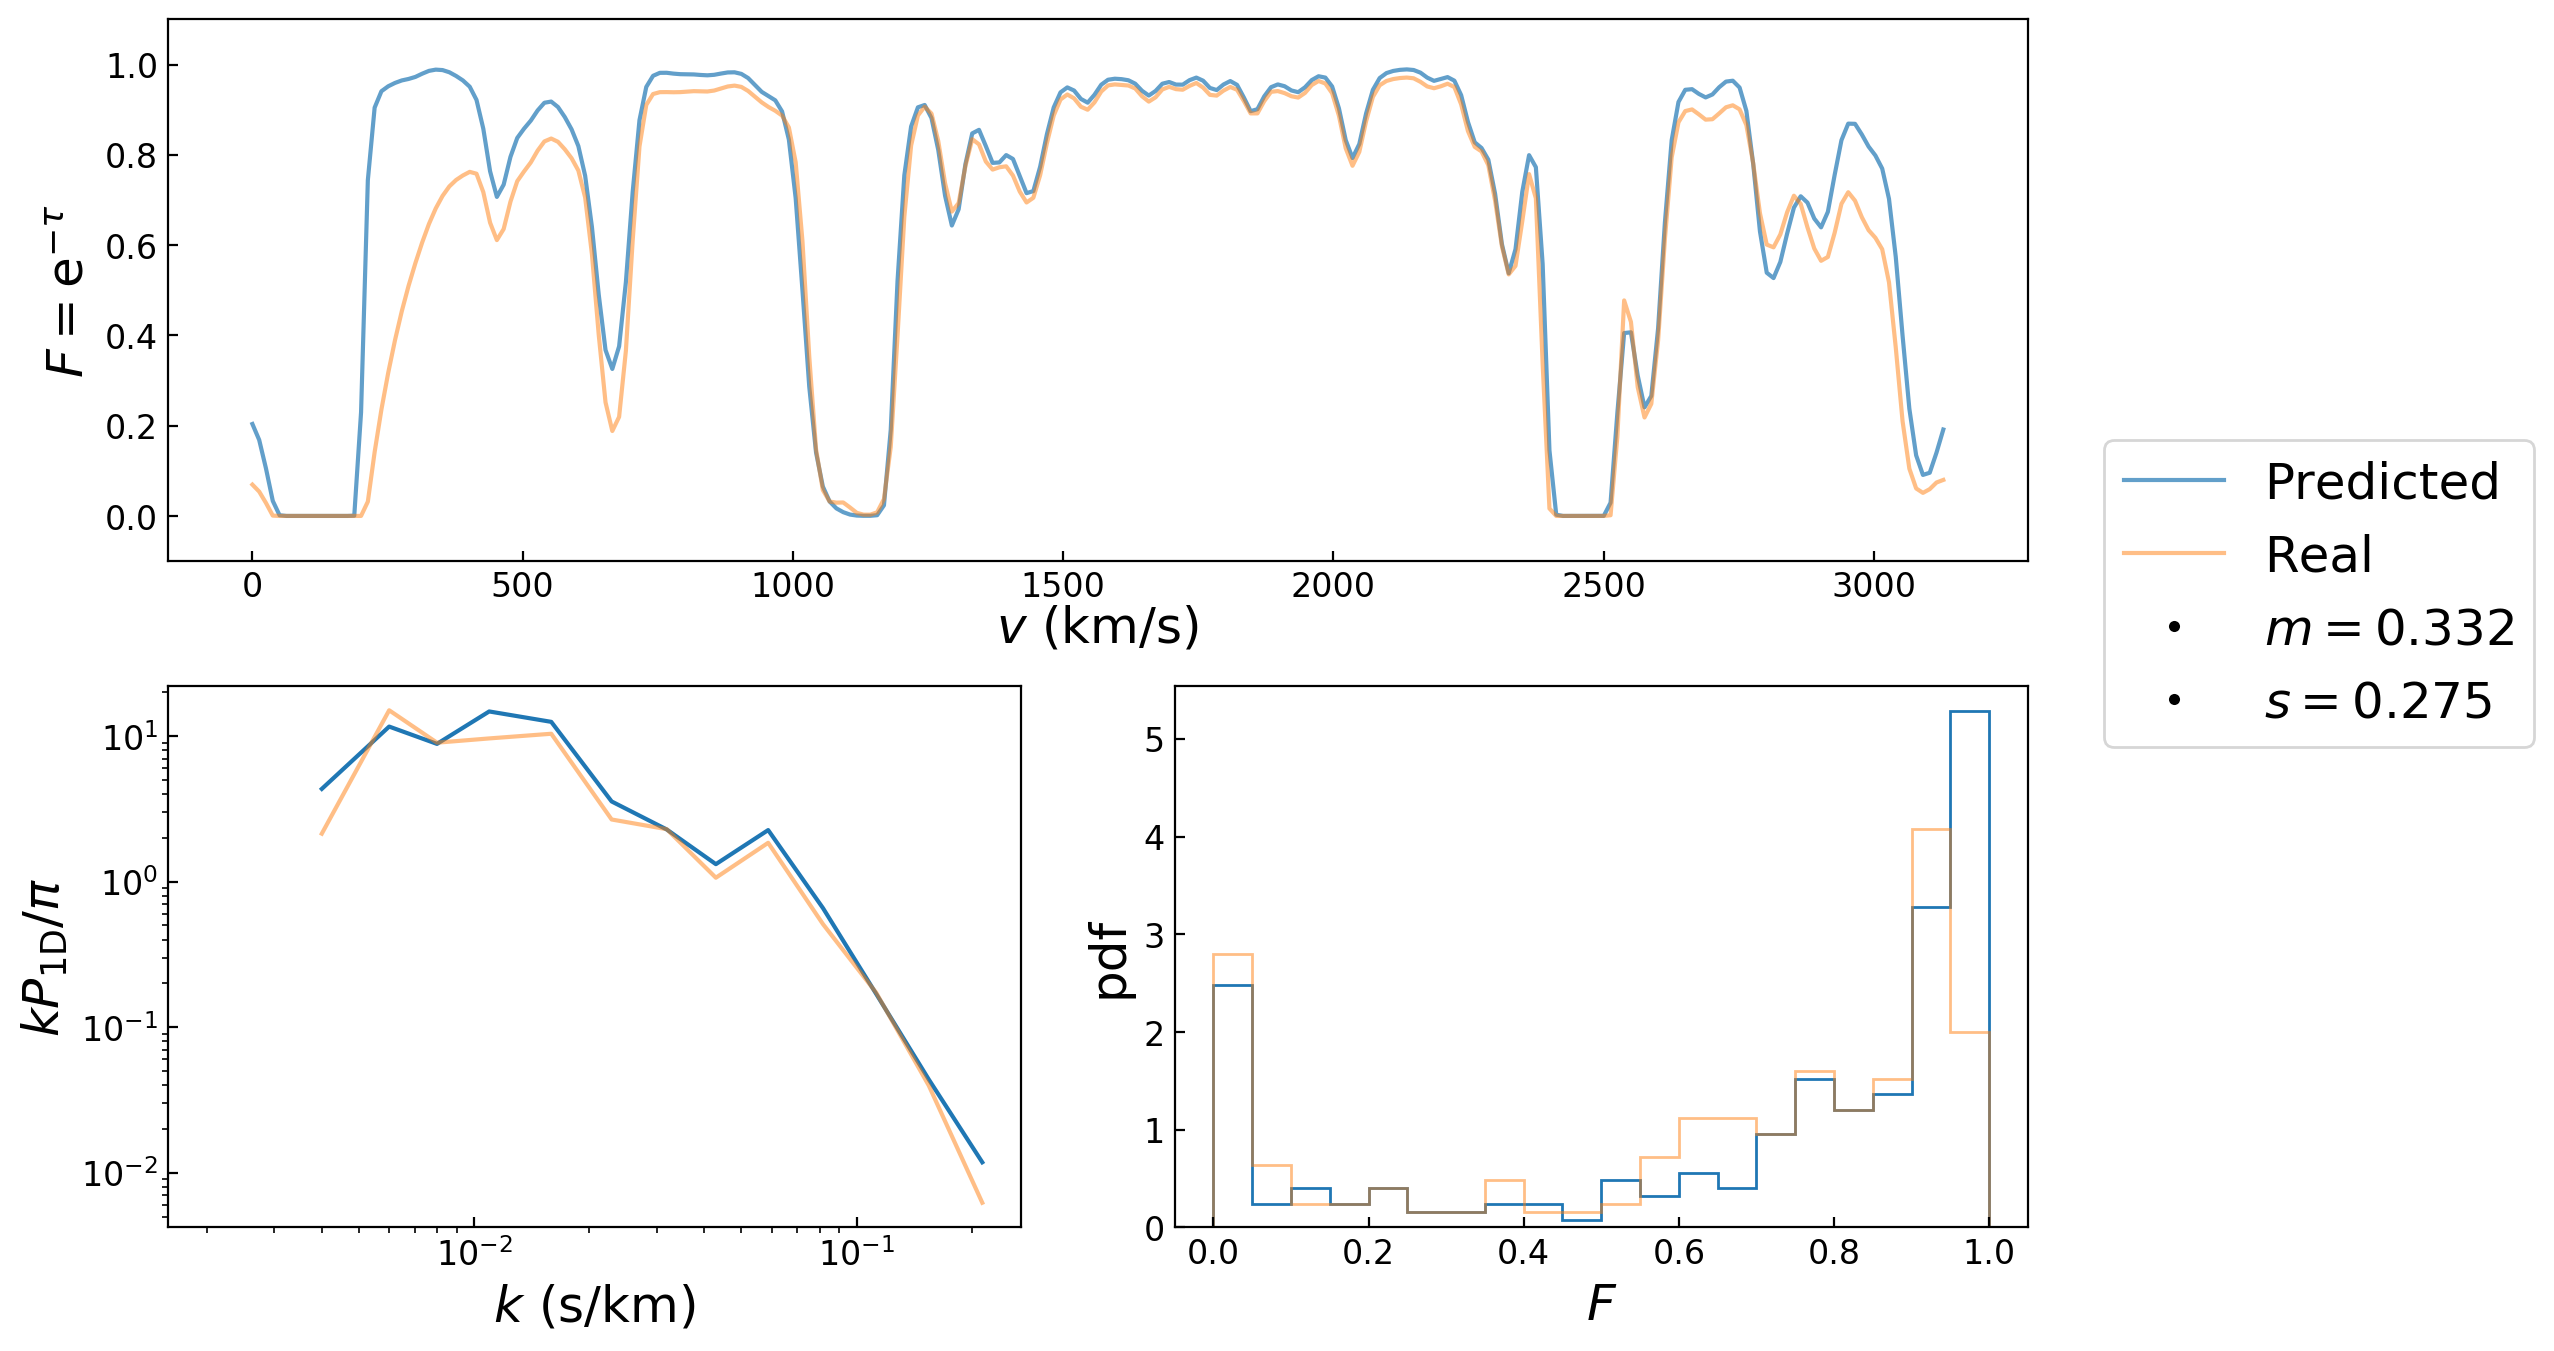 F = e^{−τ}
1.0
0.8
0.6
0.4
0.2
0.0
0 500 1000 1500 2000 2500 3000
v (km/s)
Predicted
Real
m = 0.332
s = 0.275
kP_{1D}/π
10^1
10^0
10^{−1}
10^{−2}
10^{−2} 10^{−1}
k (s/km)
pdf
5
4
3
2
1
0
0.0 0.2 0.4 0.6 0.8 1.0
F